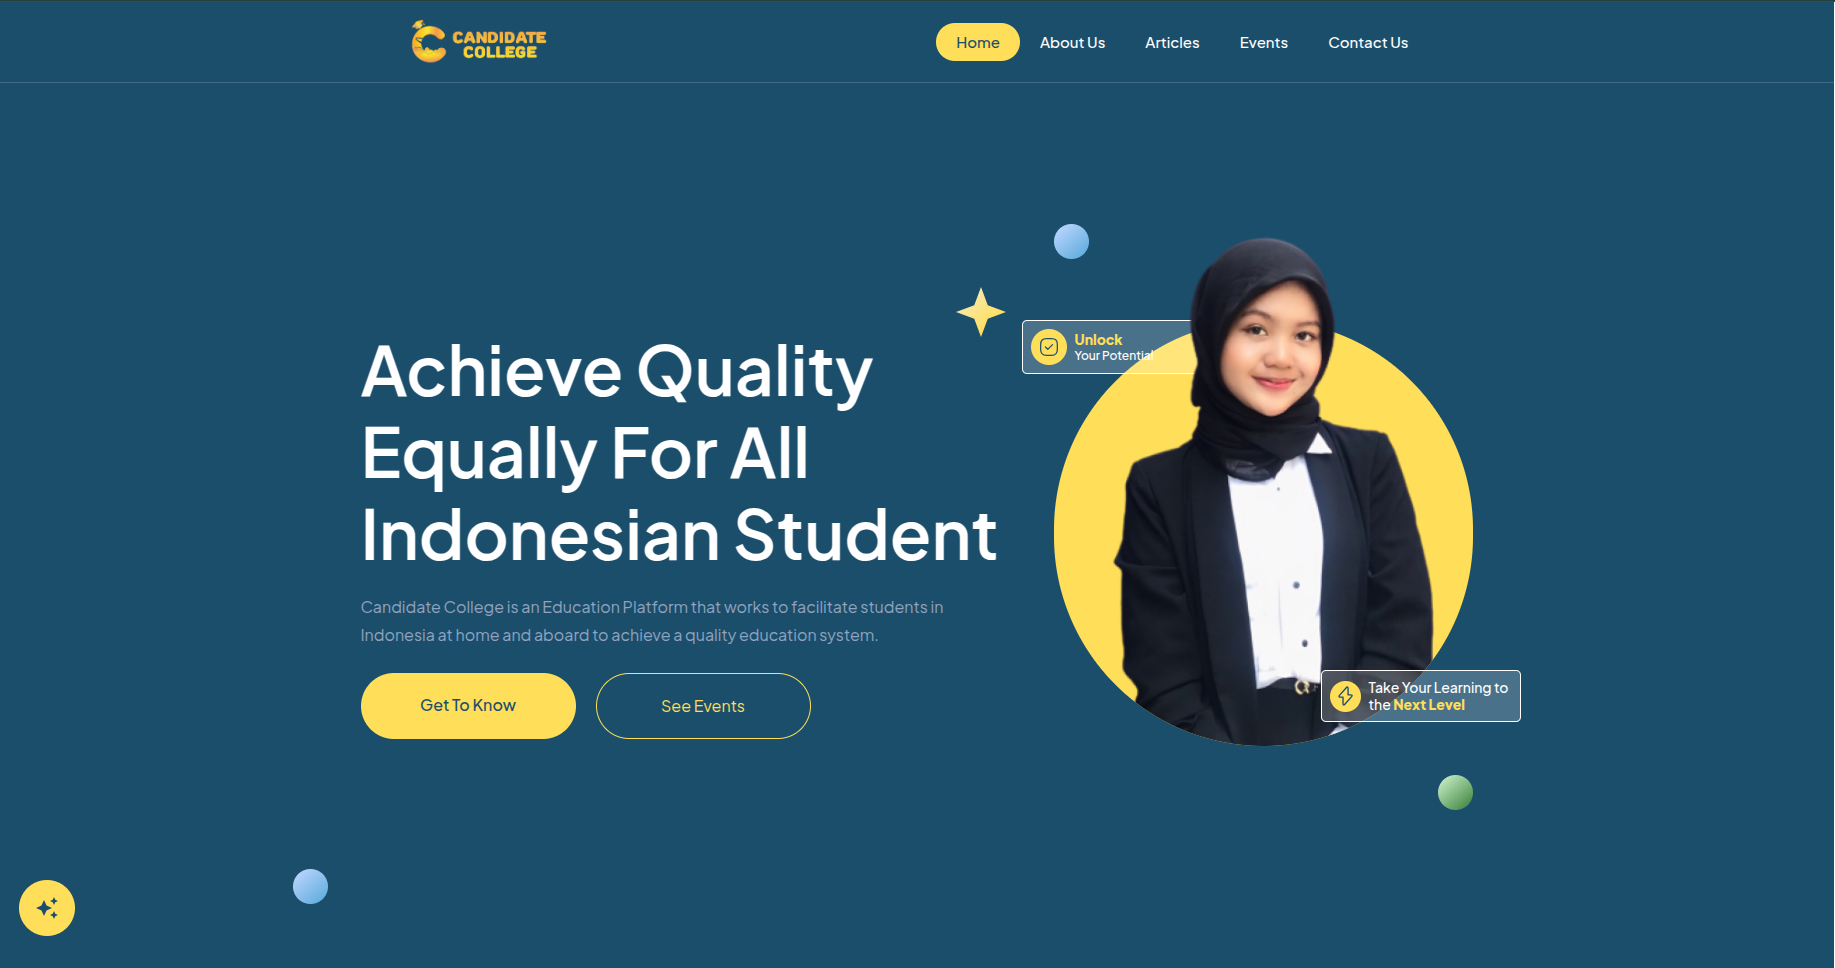 CANDIDATE
COLLEGE
Home
About Us
Articles
Events
Contact Us
Unlock
Your Potential
Achieve Quality
Equally For All
Indonesian Student
Candidate College is an Education Platform that works to facilitate students in
Indonesia at home and aboard to achieve a quality education system.
Get To Know
See Events
Take Your Learning to
the Next Level